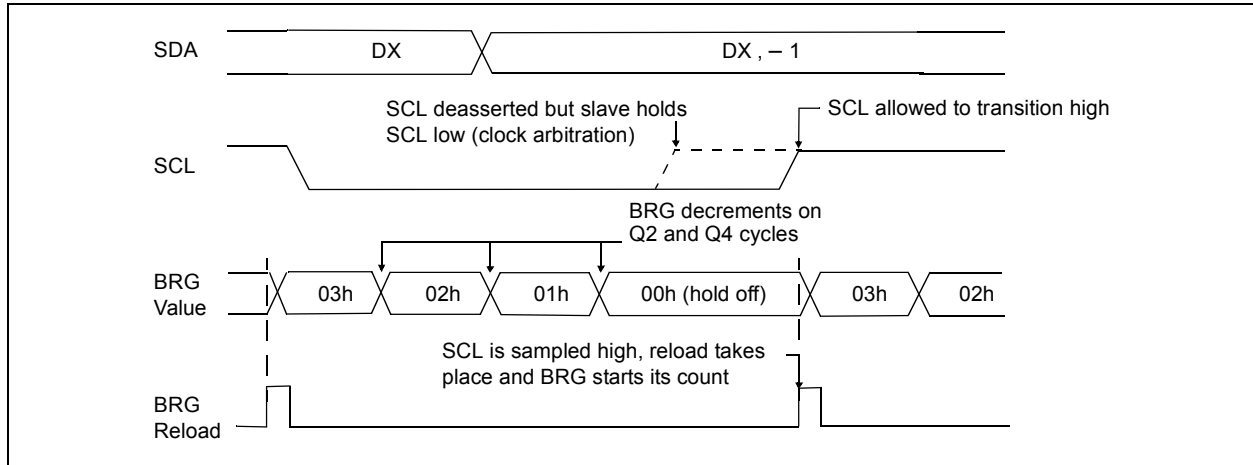 SDA
DX
DX , – 1
SCL deasserted but slave holds
SCL low (clock arbitration)
SCL allowed to transition high
SCL
BRG decrements on
Q2 and Q4 cycles
BRG
Value
03h
02h
01h
00h (hold off)
03h
02h
SCL is sampled high, reload takes
place and BRG starts its count
BRG
Reload